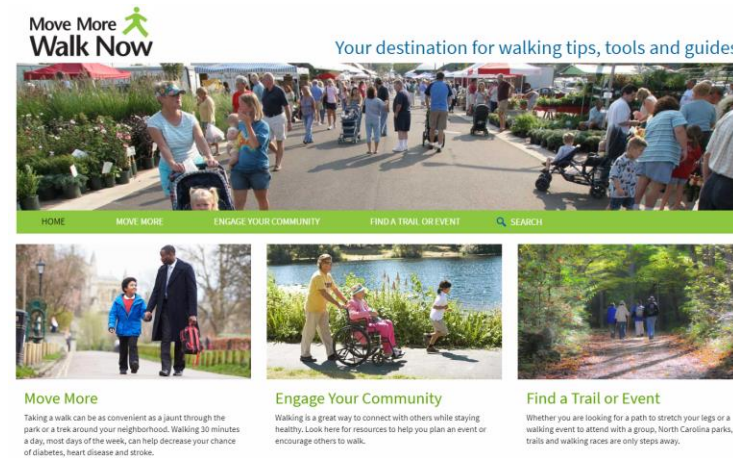 Move More
Walk Now
Your destination for walking tips, tools and guides
HOME MOVE MORE ENGAGE YOUR COMMUNITY FIND A TRAIL OR EVENT SEARCH
Move More
Taking a walk can be as convenient as a jaunt through the
park or a trek around your neighborhood. Walking 30 minutes
a day, most days of the week, can help decrease your chance
of diabetes, heart disease and stroke.
Engage Your Community
Walking is a great way to connect with others while staying
healthy. Look here for resources to help you plan an event or
encourage others to walk.
Find a Trail or Event
Whether you are looking for a path to stretch your legs or a
walking event to attend with a group, North Carolina parks,
trails and walking races are only steps away.